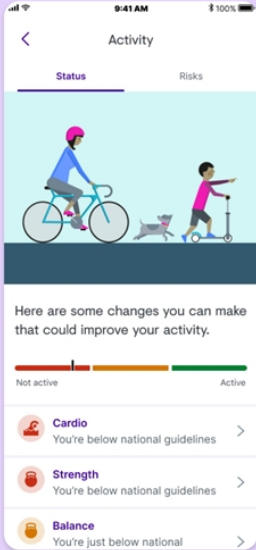 9:41 AM
100%
Activity
Status
Risks
Here are some changes you can make
that could improve your activity.
Not active
Active
Cardio
You're below national guidelines
Strength
You're below national guidelines
Balance
You're just below national